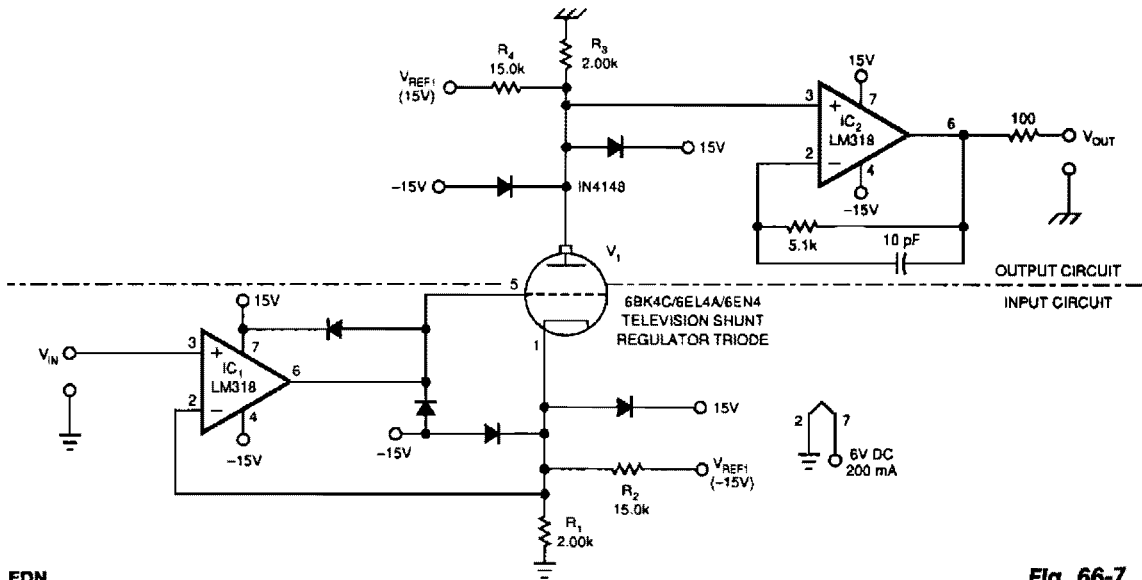 R4
15.0k
R3
2.00k
VREF1
(15V)
15V
3
7
+
IC2
LM318
6
100
VOUT
2
−
4
−15V
15V
−15V
IN4148
5.1k
10 pF
V1
OUTPUT CIRCUIT
INPUT CIRCUIT
5
6BK4C/6EL4A/6EN4
TELEVISION SHUNT
REGULATOR TRIODE
1
15V
VIN
3
7
+
IC1
LM318
6
2
−
4
−15V
−15V
15V
R2
15.0k
VREF1
(−15V)
2
7
6V DC
200 mA
R1
2.00k
EDN
Fig. 66-7